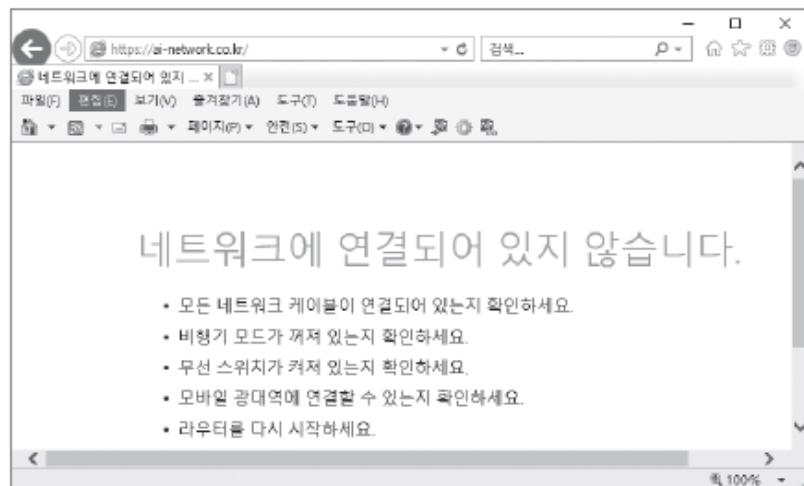 https://ai-network.co.kr/
검색...
네트워크에 연결되어 있지 ...
파일(F) 편집(E) 보기(V) 즐겨찾기(A) 도구(T) 도움말(H)
페이지(P) 안전(S) 도구(O)
네트워크에 연결되어 있지 않습니다.
• 모든 네트워크 케이블이 연결되어 있는지 확인하세요.
• 비행기 모드가 꺼져 있는지 확인하세요.
• 무선 스위치가 켜져 있는지 확인하세요.
• 모바일 광대역에 연결할 수 있는지 확인하세요.
• 라우터를 다시 시작하세요.
100%